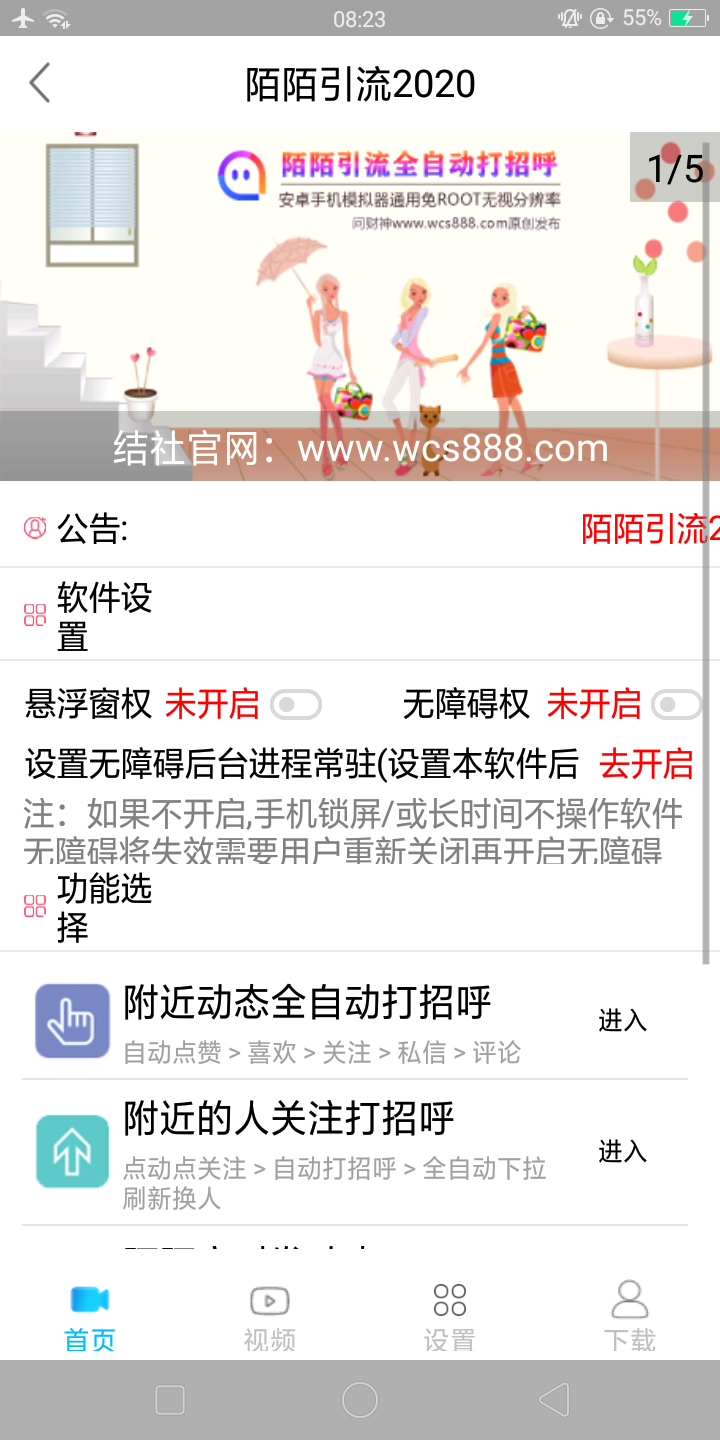 08:23
55%
陌陌引流2020
1/5
陌陌引流全自动打招呼
安卓手机模拟器通用免ROOT无视分辨率
问财神www.wcs888.com原创发布
结社官网：www.wcs888.com
公告:
陌陌引流2
软件设
置
悬浮窗权 未开启
无障碍权 未开启
设置无障碍后台进程常驻(设置本软件后 去开启
注：如果不开启,手机锁屏/或长时间不操作软件
无障碍将失效需要用户重新关闭再开启无障碍
功能选
择
附近动态全自动打招呼
自动点赞 > 喜欢 > 关注 > 私信 > 评论
进入
附近的人关注打招呼
点动点关注 > 自动打招呼 > 全自动下拉
刷新换人
进入
首页
视频
设置
下载